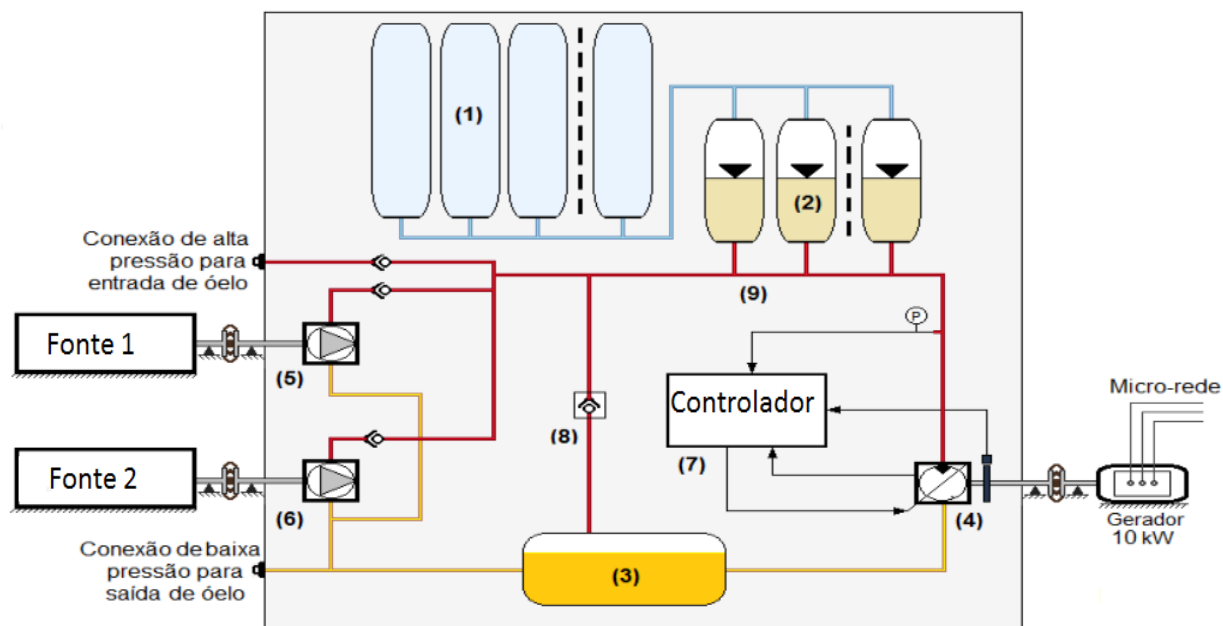 (1)
(2)
Conexão de alta
pressão para
entrada de óelo
(9)
P
Fonte 1
(5)
Controlador
Micro-rede
(8)
(7)
Fonte 2
(6)
(4)
Gerador
10 kW
Conexão de baixa
pressão para
saída de óelo
(3)